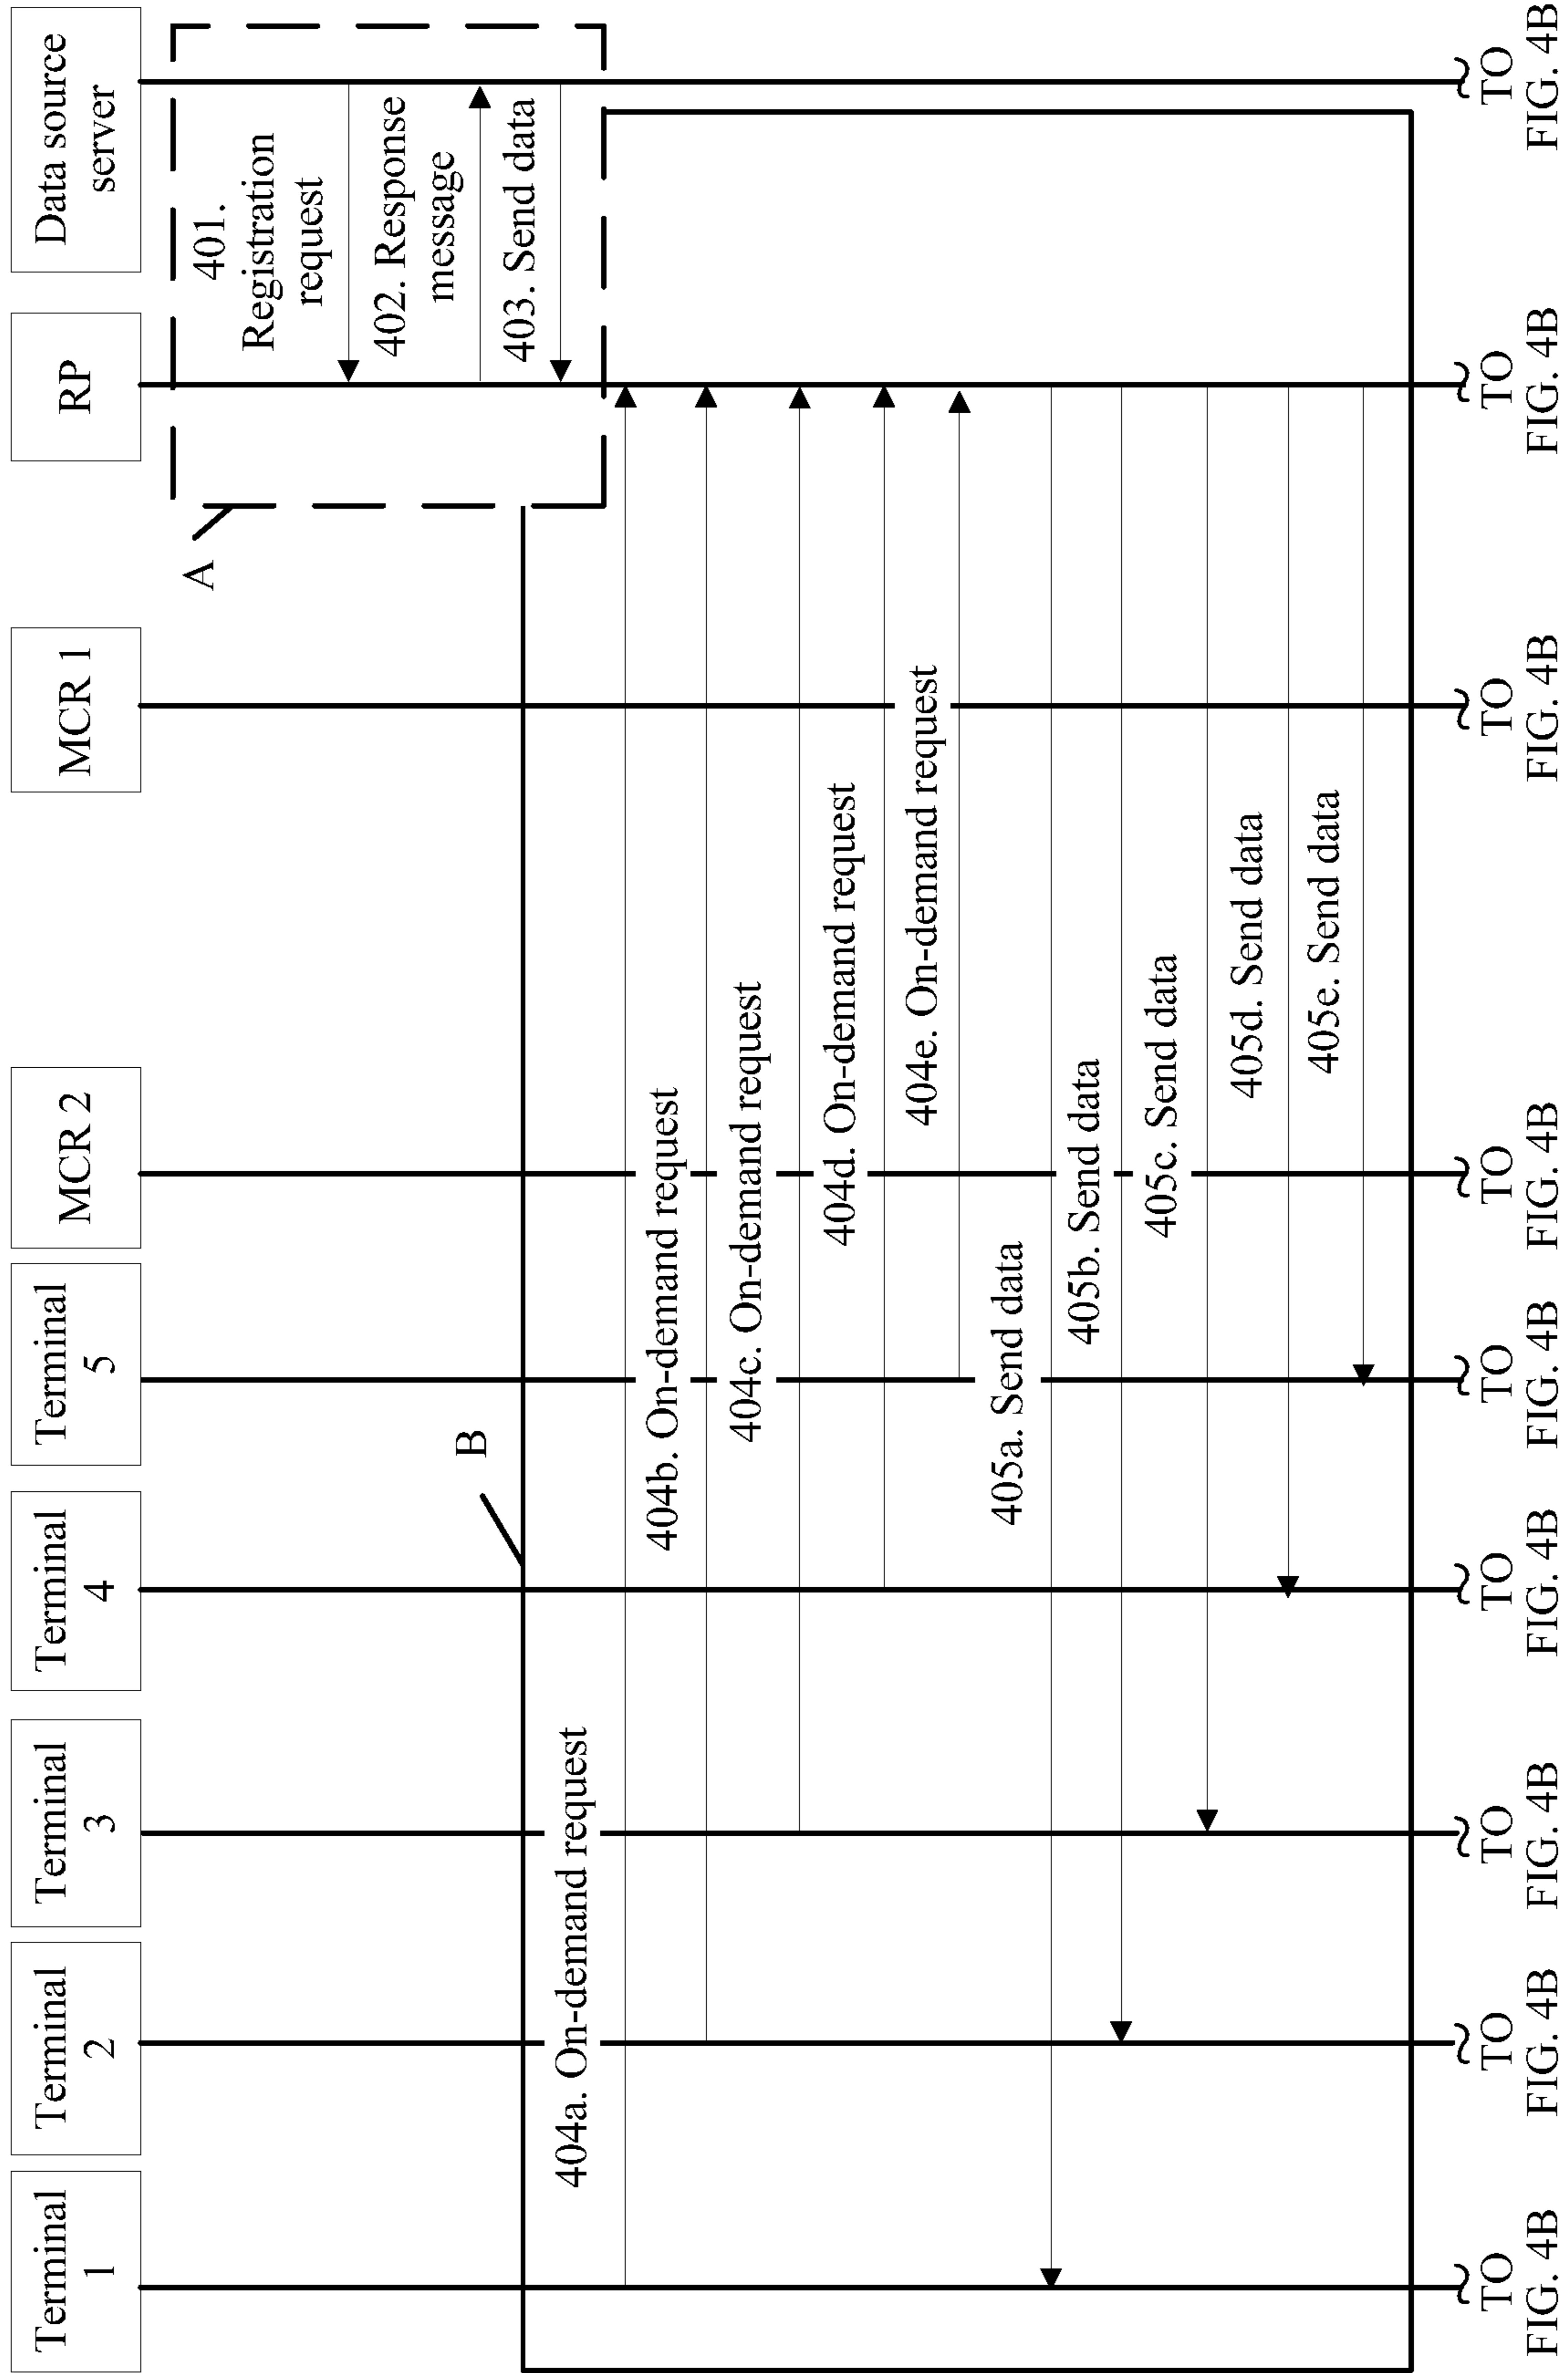 Terminal
1
Terminal
2
Terminal
3
Terminal
4
Terminal
5
MCR 2
MCR 1
RP
Data source
server
401.
Registration
request
402. Response
message
403. Send data
A
B
404a. On-demand request
404b. On-demand request
404c. On-demand request
404d. On-demand request
404e. On-demand request
405a. Send data
405b. Send data
405c. Send data
405d. Send data
405e. Send data
TO
FIG. 4B
TO
FIG. 4B
TO
FIG. 4B
TO
FIG. 4B
TO
FIG. 4B
TO
FIG. 4B
TO
FIG. 4B
TO
FIG. 4B
TO
FIG. 4B